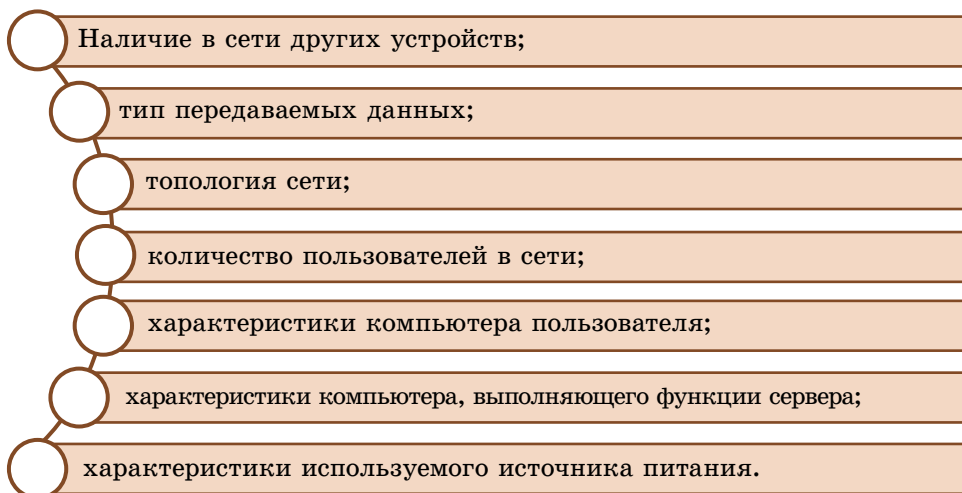 Наличие в сети других устройств;
тип передаваемых данных;
топология сети;
количество пользователей в сети;
характеристики компьютера пользователя;
характеристики компьютера, выполняющего функции сервера;
характеристики используемого источника питания.